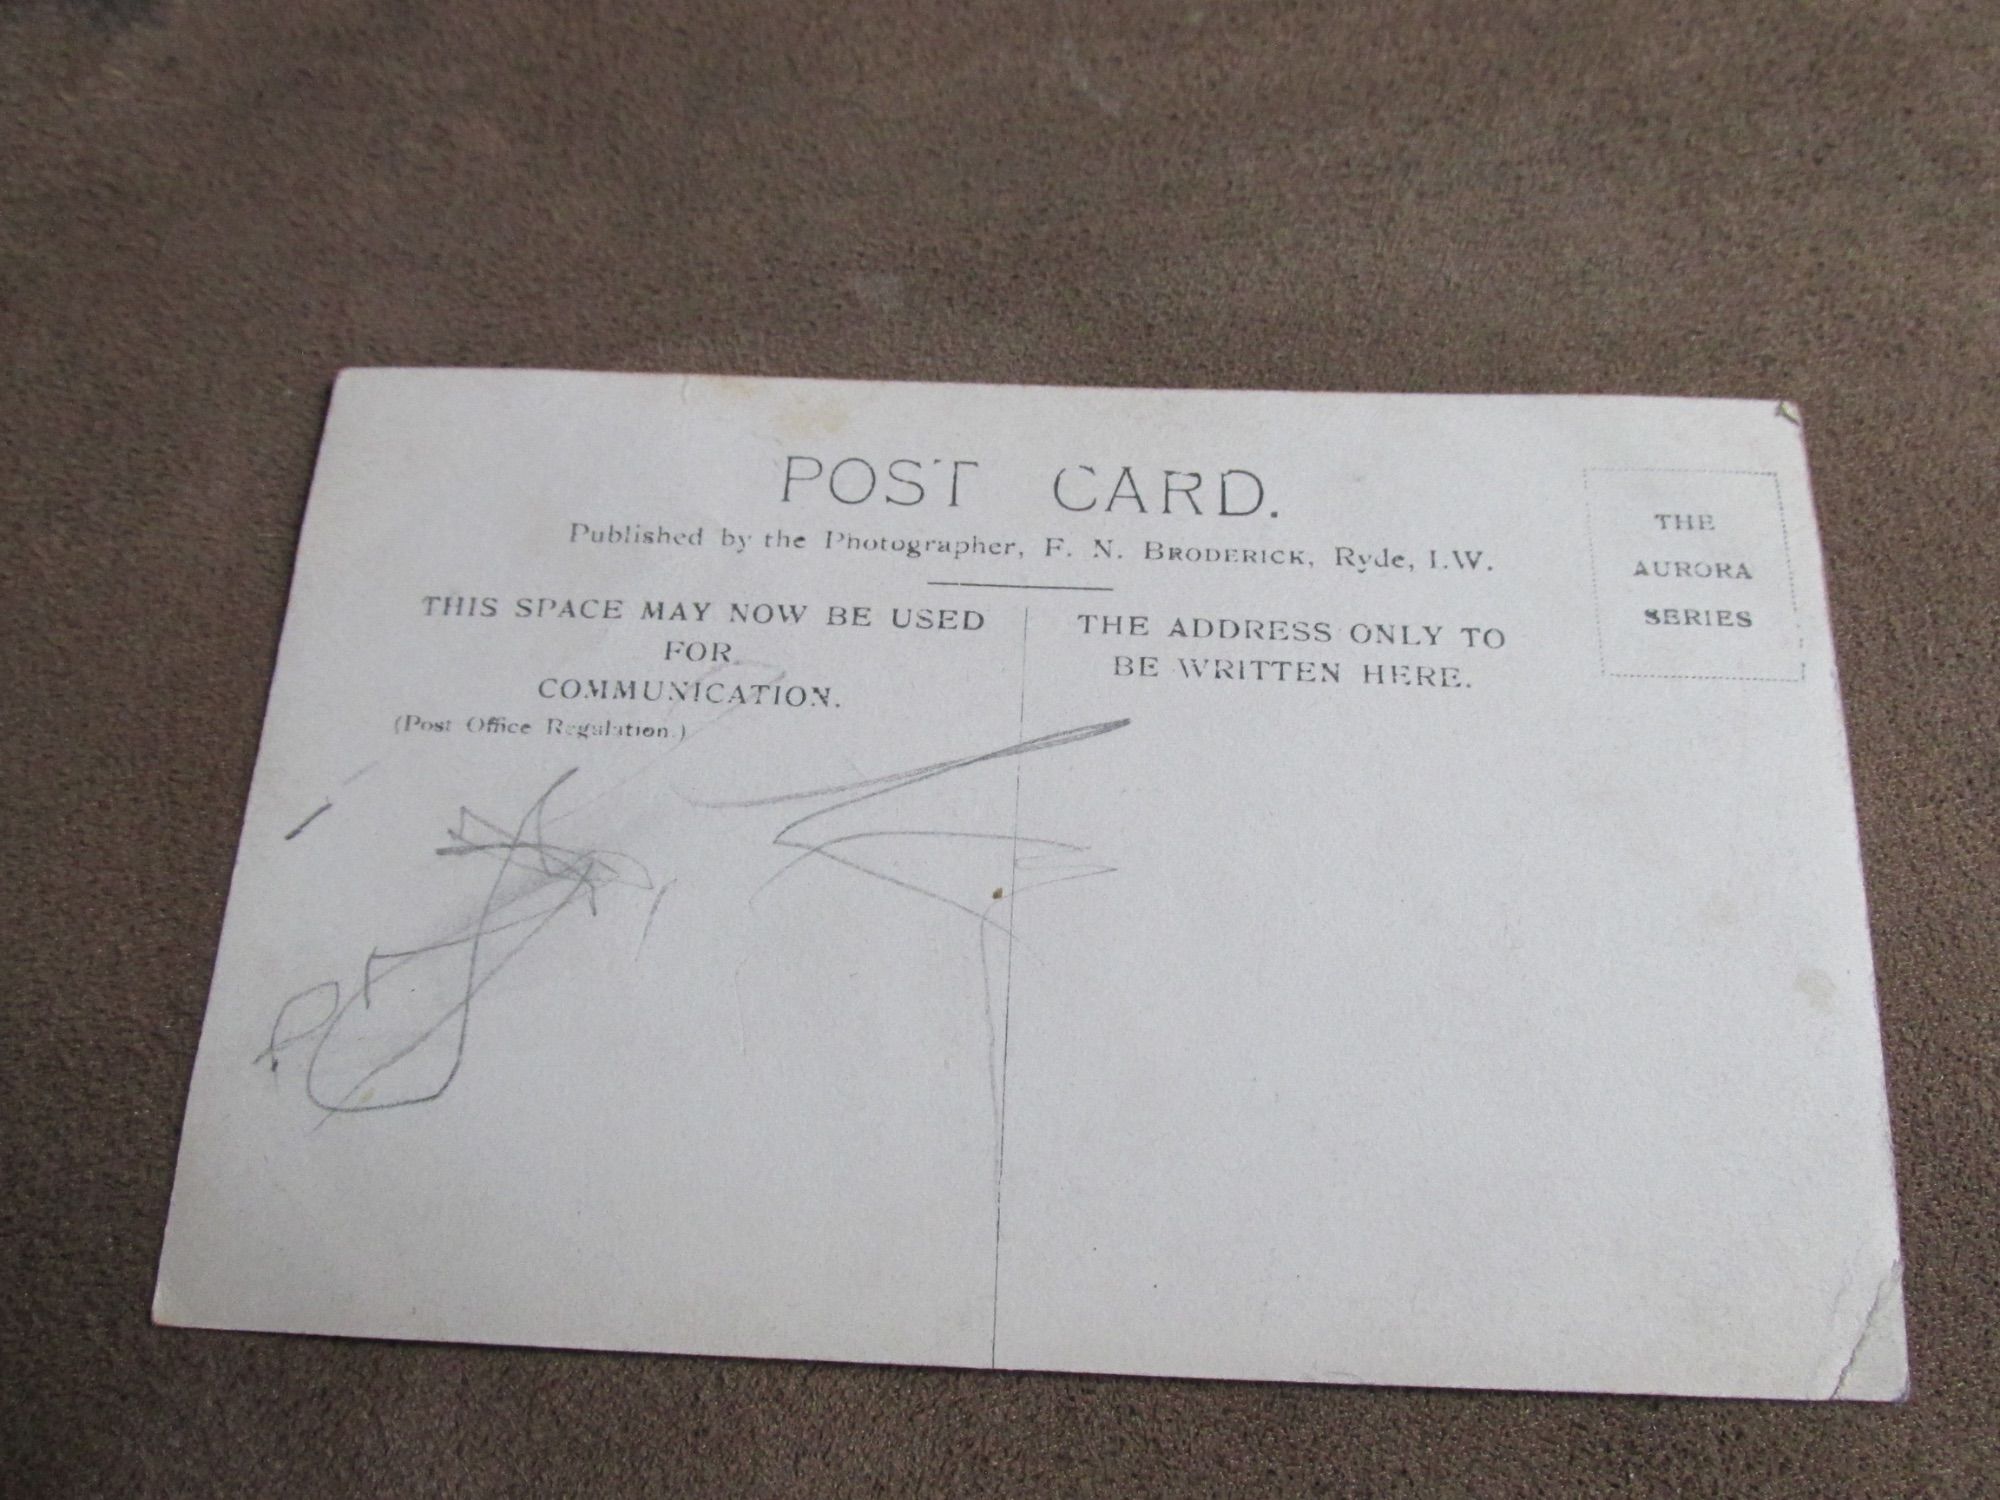 POST CARD.
Published by the Photographer, F. N. BRODERICK, Ryde, I.W.
THE
AURORA
SERIES
THIS SPACE MAY NOW BE USED
FOR
COMMUNICATION.
(Post Office Regulation.)
THE ADDRESS ONLY TO
BE WRITTEN HERE.